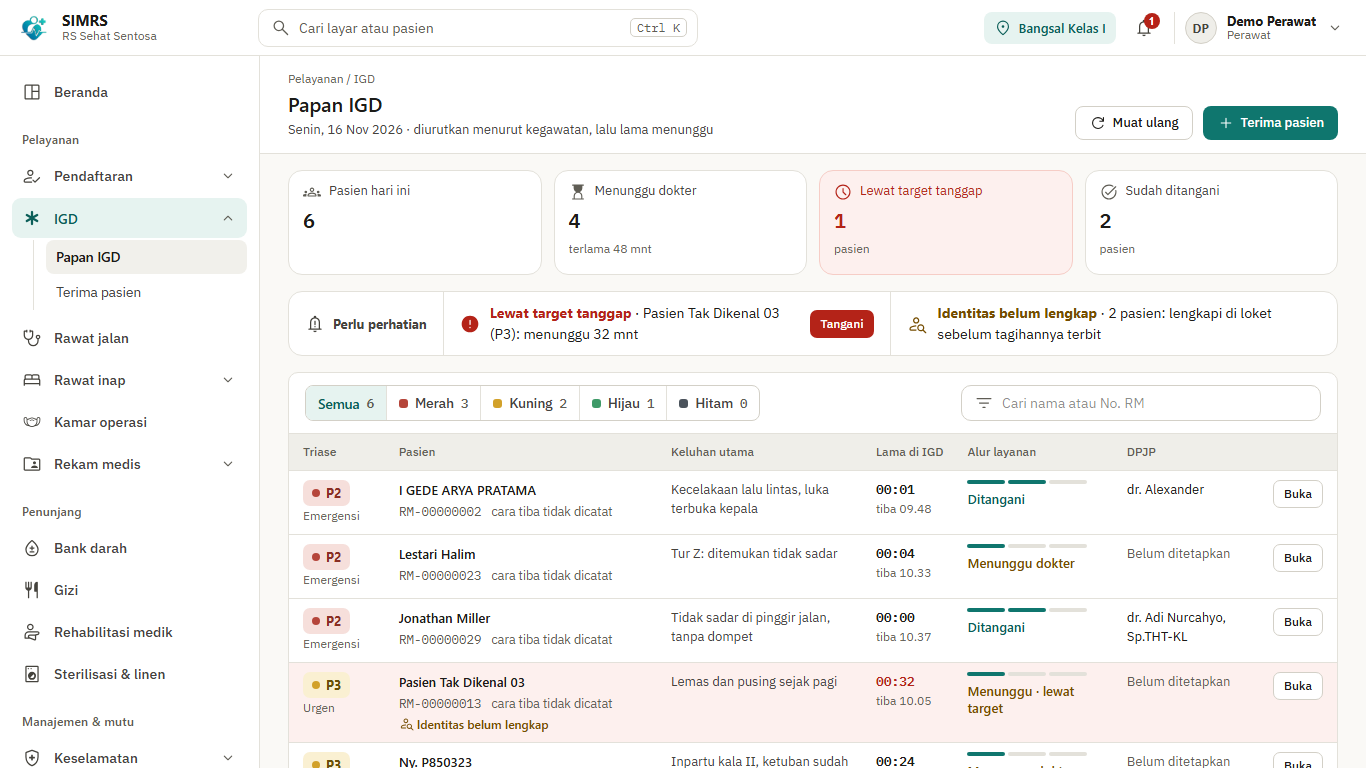 SIMRS
RS Sehat Sentosa
Cari layar atau pasien
Ctrl K
Bangsal Kelas I
1
DP
Demo Perawat
Perawat
Beranda
Pelayanan
Pendaftaran
IGD
Papan IGD
Terima pasien
Rawat jalan
Rawat inap
Kamar operasi
Rekam medis
Penunjang
Bank darah
Gizi
Rehabilitasi medik
Sterilisasi & linen
Manajemen & mutu
Keselamatan
Pelayanan / IGD
Papan IGD
Senin, 16 Nov 2026 · diurutkan menurut kegawatan, lalu lama menunggu
Muat ulang
Terima pasien
Pasien hari ini
6
Menunggu dokter
4
terlama 48 mnt
Lewat target tanggap
1
pasien
Sudah ditangani
2
pasien
Perlu perhatian
Lewat target tanggap · Pasien Tak Dikenal 03
(P3): menunggu 32 mnt
Tangani
Identitas belum lengkap · 2 pasien: lengkapi di loket
sebelum tagihannya terbit
Semua 6
Merah 3
Kuning 2
Hijau 1
Hitam 0
Cari nama atau No. RM
Triase Pasien Keluhan utama Lama di IGD Alur layanan DPJP
P2
Emergensi
I GEDE ARYA PRATAMA
RM-00000002 cara tiba tidak dicatat
Kecelakaan lalu lintas, luka
terbuka kepala
00:01
tiba 09.48
Ditangani
dr. Alexander
Buka
P2
Emergensi
Lestari Halim
RM-00000023 cara tiba tidak dicatat
Tur Z: ditemukan tidak sadar
00:04
tiba 10.33
Menunggu dokter
Belum ditetapkan
Buka
P2
Emergensi
Jonathan Miller
RM-00000029 cara tiba tidak dicatat
Tidak sadar di pinggir jalan,
tanpa dompet
00:00
tiba 10.37
Ditangani
dr. Adi Nurcahyo,
Sp.THT-KL
Buka
P3
Urgen
Pasien Tak Dikenal 03
RM-00000013 cara tiba tidak dicatat
Identitas belum lengkap
Lemas dan pusing sejak pagi
00:32
tiba 10.05
Menunggu · lewat
target
Belum ditetapkan
Buka
P3
Ny. P850323
Inpartu kala II, ketuban sudah
00:24
Belum ditetapkan
Buka